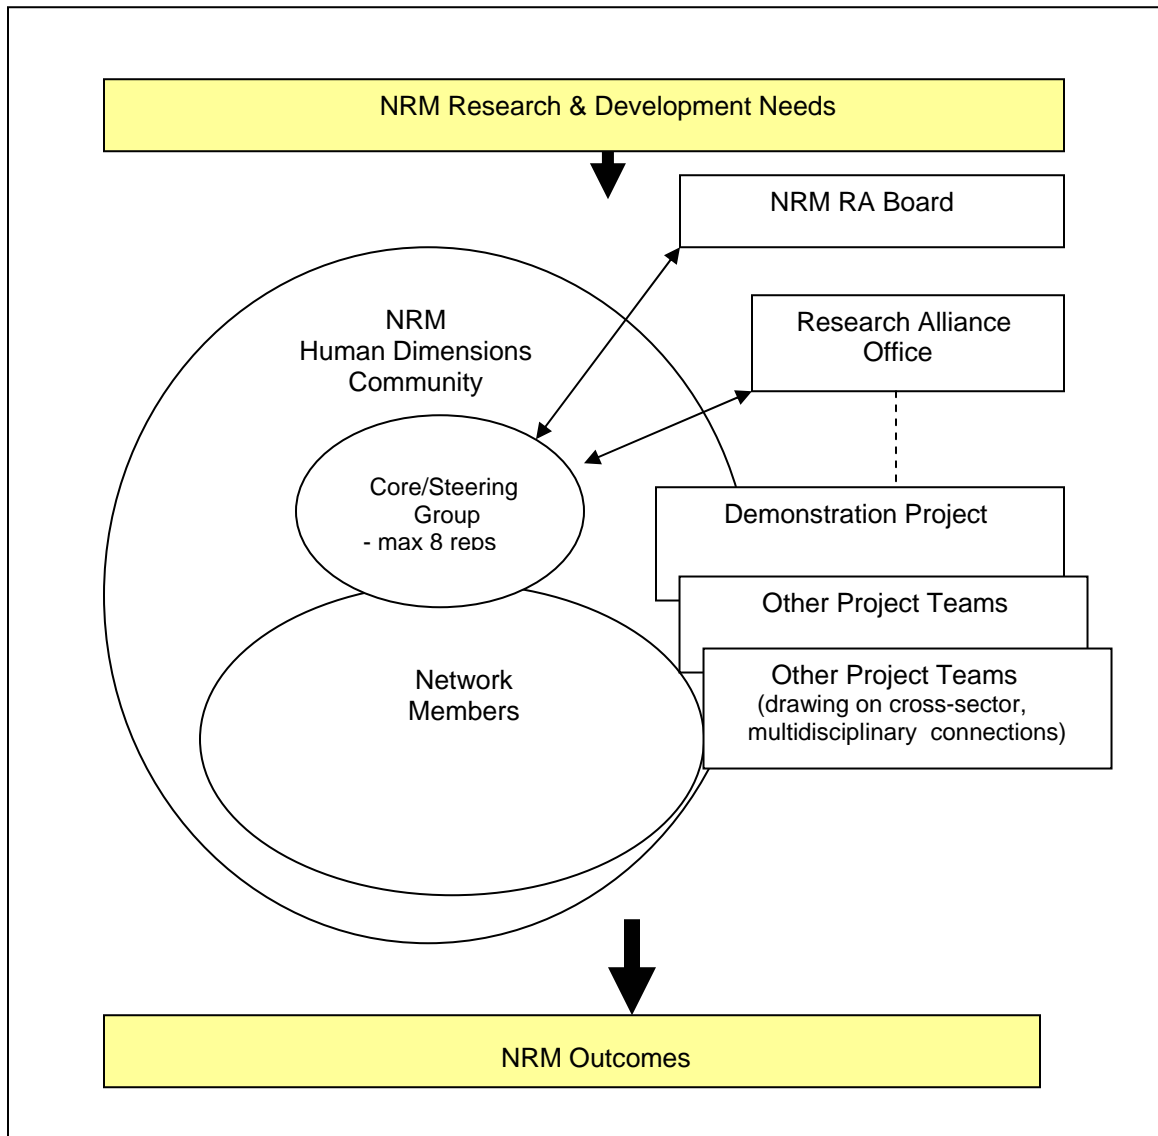 NRM Research & Development Needs
NRM RA Board
NRM
Human Dimensions
Community
Research Alliance
Office
Core/Steering
Group
- max 8 reps
Demonstration Project
Other Project Teams
Network
Members
Other Project Teams
(drawing on cross-sector,
multidisciplinary connections)
NRM Outcomes